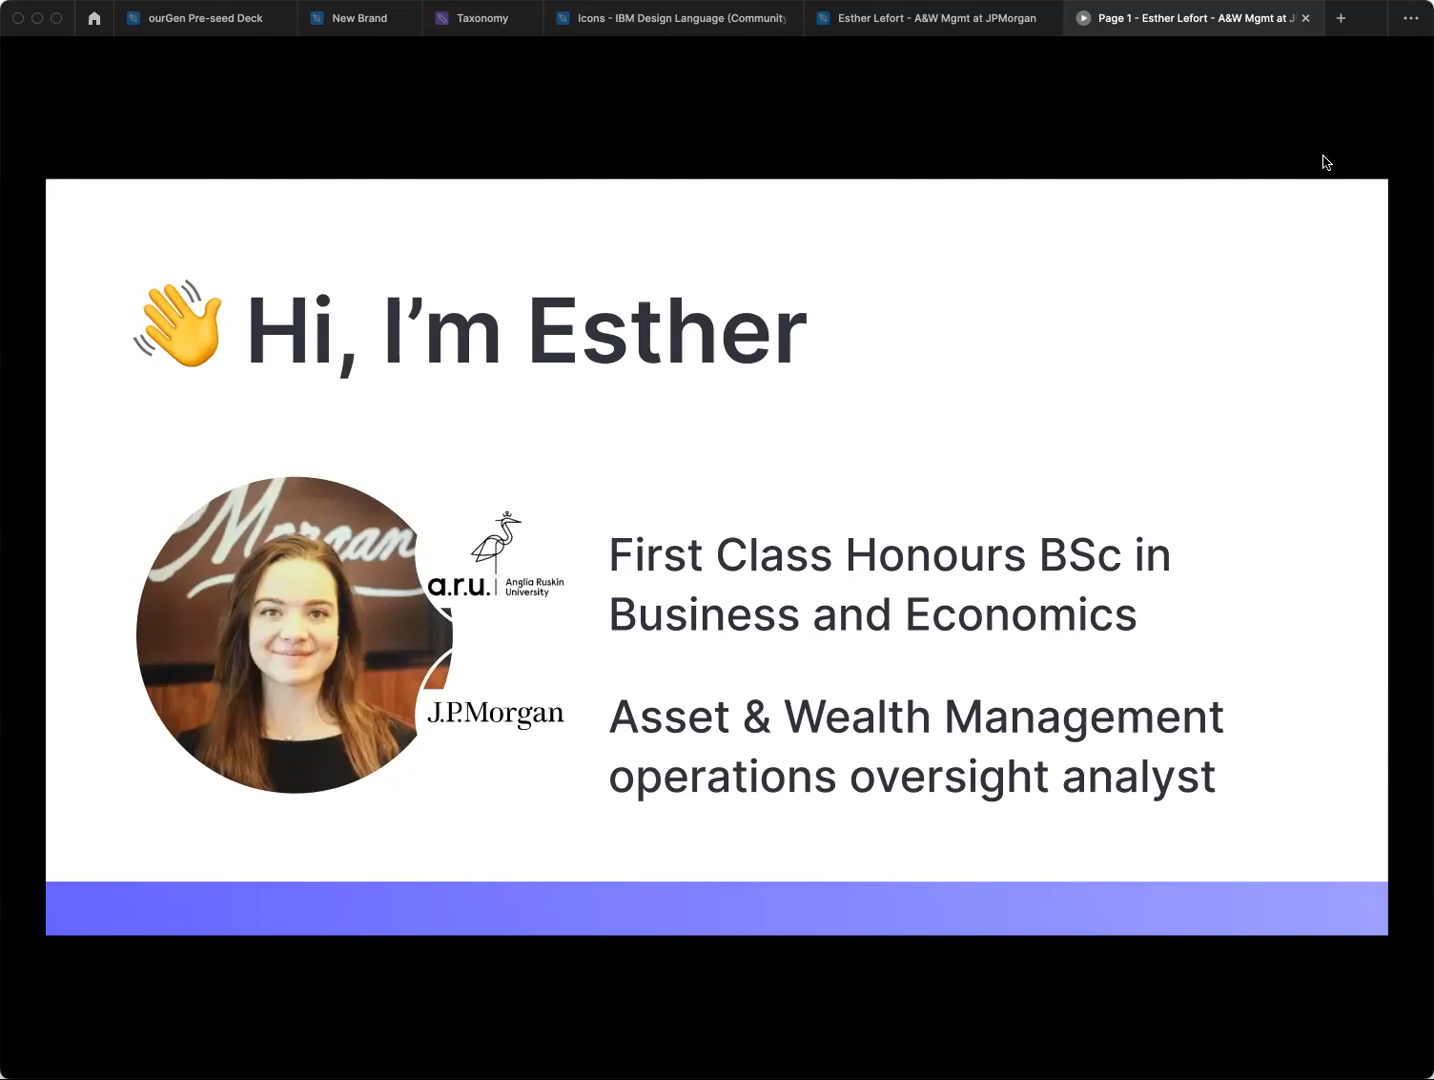 ourGen Pre-seed Deck
New Brand
Taxonomy
Icons - IBM Design Language (Community
Esther Lefort - A&W Mgmt at JPMorgan
Page 1 - Esther Lefort - A&W Mgmt at J
👋 Hi, I’m Esther
Morgan
a.r.u. | Anglia Ruskin
University
First Class Honours BSc in
Business and Economics
J.P.Morgan
Asset & Wealth Management
operations oversight analyst